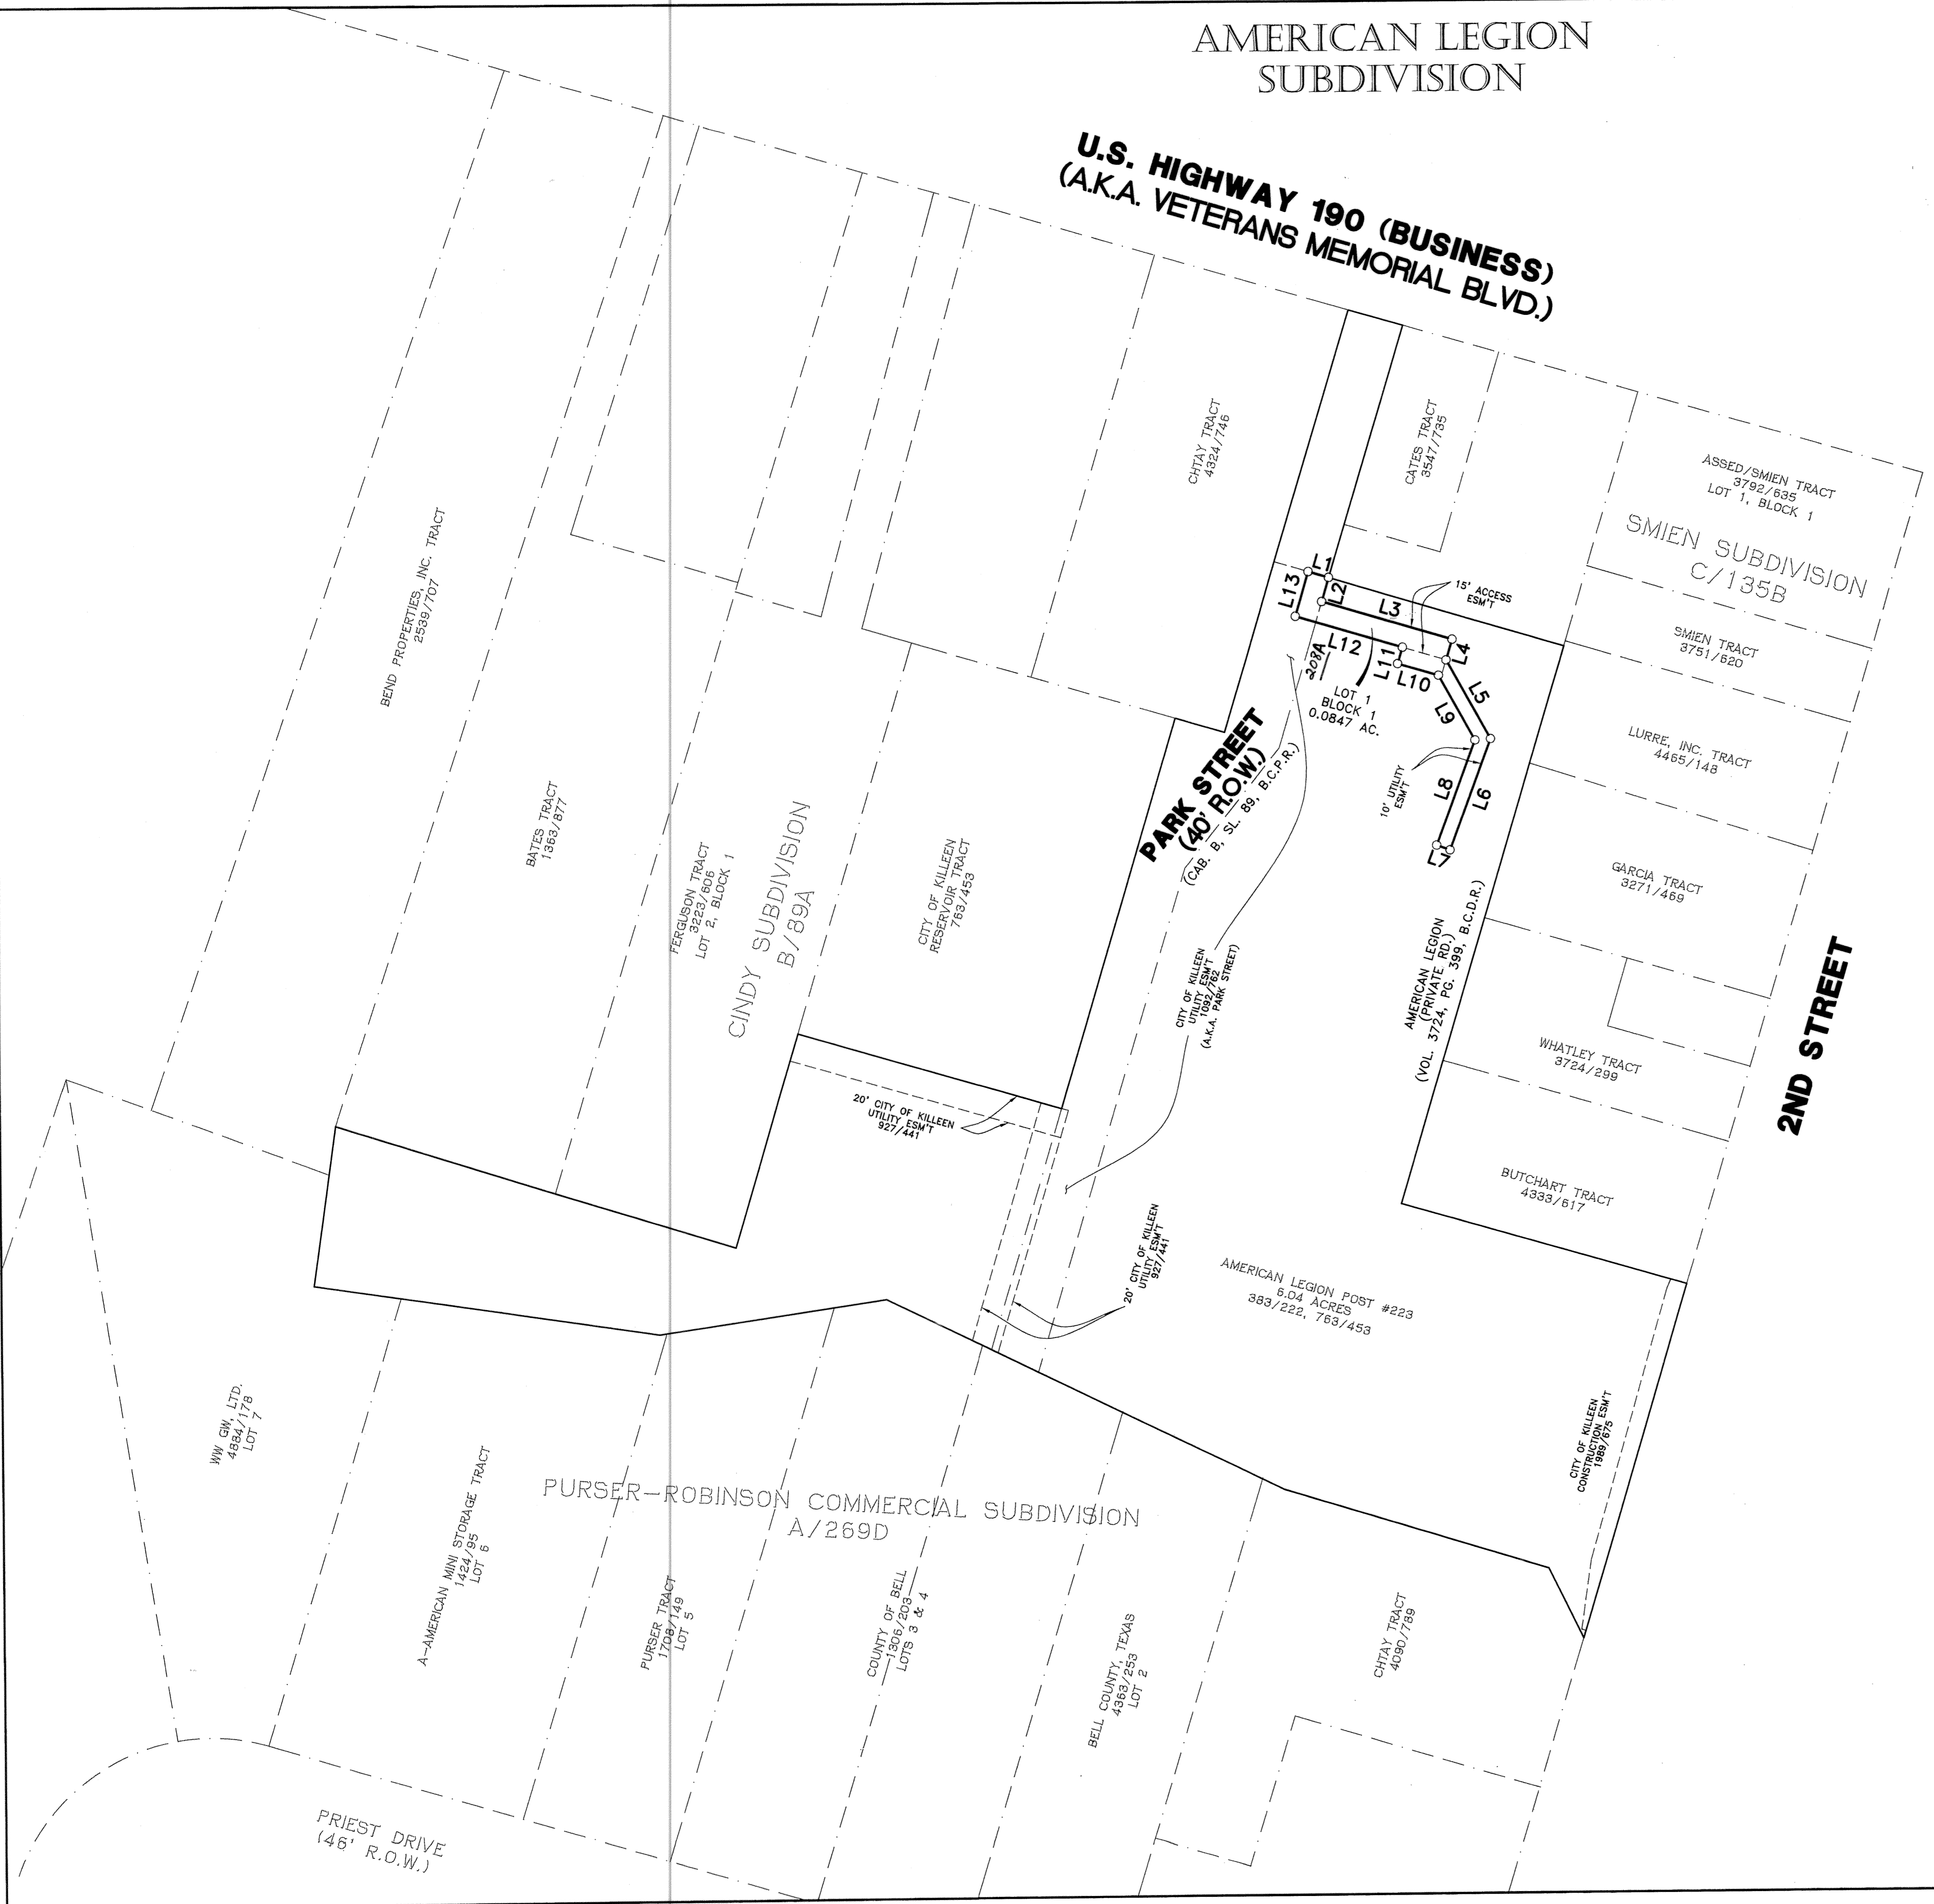 AMERICAN LEGION
SUBDIVISION
U.S. HIGHWAY 190 (BUSINESS)
(A.K.A. VETERANS MEMORIAL BLVD.)
CHTAY TRACT
4324/746
CATES TRACT
3547/735
ASSED/SMIEN TRACT
3792/635
LOT 1, BLOCK 1
SMIEN SUBDIVISION
C/135B
SMIEN TRACT
3751/620
LURRE, INC. TRACT
4465/148
GARCIA TRACT
3271/469
WHATLEY TRACT
3724/299
BUTCHART TRACT
4333/617
2ND STREET
L1
L2
L3
L4
L5
L6
L7
L8
L9
L10
L11
L12
L13
15' ACCESS
ESM'T
208A
LOT 1
BLOCK 1
0.0847 AC.
10' UTILITY
ESM'T
PARK STREET
(40' R.O.W.)
(CAB. B, SL. 89, B.C.P.R.)
AMERICAN LEGION
(PRIVATE RD.)
(VOL. 3724, PG. 399, B.C.D.R.)
CITY OF KILLEEN
UTILITY ESM'T
1092/762
(A.K.A. PARK STREET)
BEND PROPERTIES, INC. TRACT
2539/707
BATES TRACT
1363/877
FERGUSON TRACT
3223/606
LOT 2, BLOCK 1
CINDY SUBDIVISION
B/89A
CITY OF KILLEEN
RESERVOIR TRACT
763/453
20' CITY OF KILLEEN
UTILITY ESM'T
927/441
20' CITY OF KILLEEN
UTILITY ESM'T
927/441
AMERICAN LEGION POST #223
6.04 ACRES
383/222, 763/453
CITY OF KILLEEN
CONSTRUCTION ESM'T
1989/675
WW GW, LTD.
4884/178
LOT 7
A-AMERICAN MINI STORAGE TRACT
1424/95
LOT 6
PURSER-ROBINSON COMMERCIAL SUBDIVISION
A/269D
PURSER TRACT
1708/149
LOT 5
COUNTY OF BELL
1306/203
LOTS 3 & 4
BELL COUNTY, TEXAS
4363/253
LOT 2
CHTAY TRACT
4090/789
PRIEST DRIVE
(46' R.O.W.)